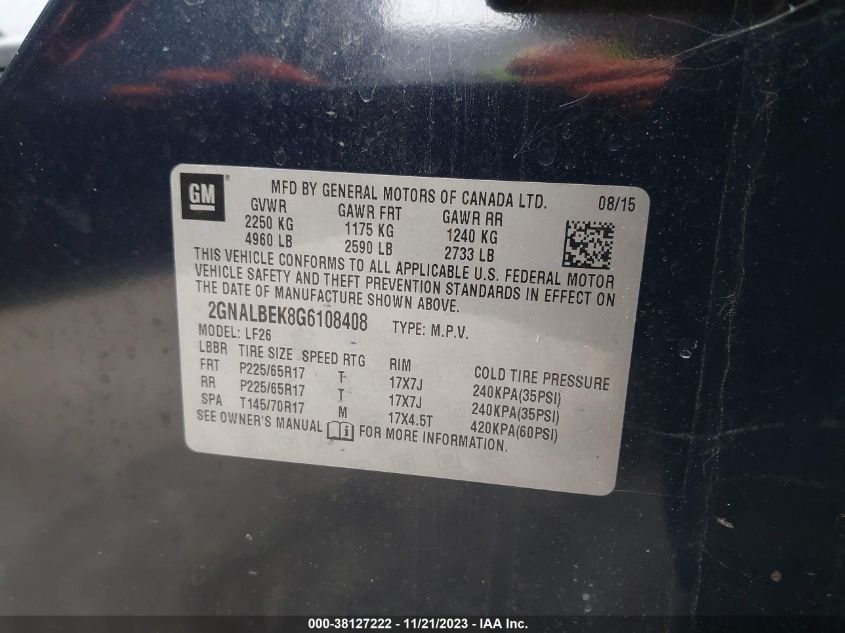 GM ® MFD BY GENERAL MOTORS OF CANADA LTD. 08/15
GVWR GAWR FRT GAWR RR
2250 KG 1175 KG 1240 KG
4960 LB 2590 LB 2733 LB
THIS VEHICLE CONFORMS TO ALL APPLICABLE U.S. FEDERAL MOTOR
VEHICLE SAFETY AND THEFT PREVENTION STANDARDS IN EFFECT ON
THE DATE OF MANUFACTURE SHOWN ABOVE.
2GNALBEK8G6108408 TYPE: M.P.V.
MODEL: LF26
LBBR TIRE SIZE SPEED RTG RIM COLD TIRE PRESSURE
FRT P225/65R17 T 17X7J 240KPA(35PSI)
RR P225/65R17 T 17X7J 240KPA(35PSI)
SPA T145/70R17 M 17X4.5T 420KPA(60PSI)
SEE OWNER'S MANUAL FOR MORE INFORMATION.
000-38127222 - 11/21/2023 - IAA Inc.